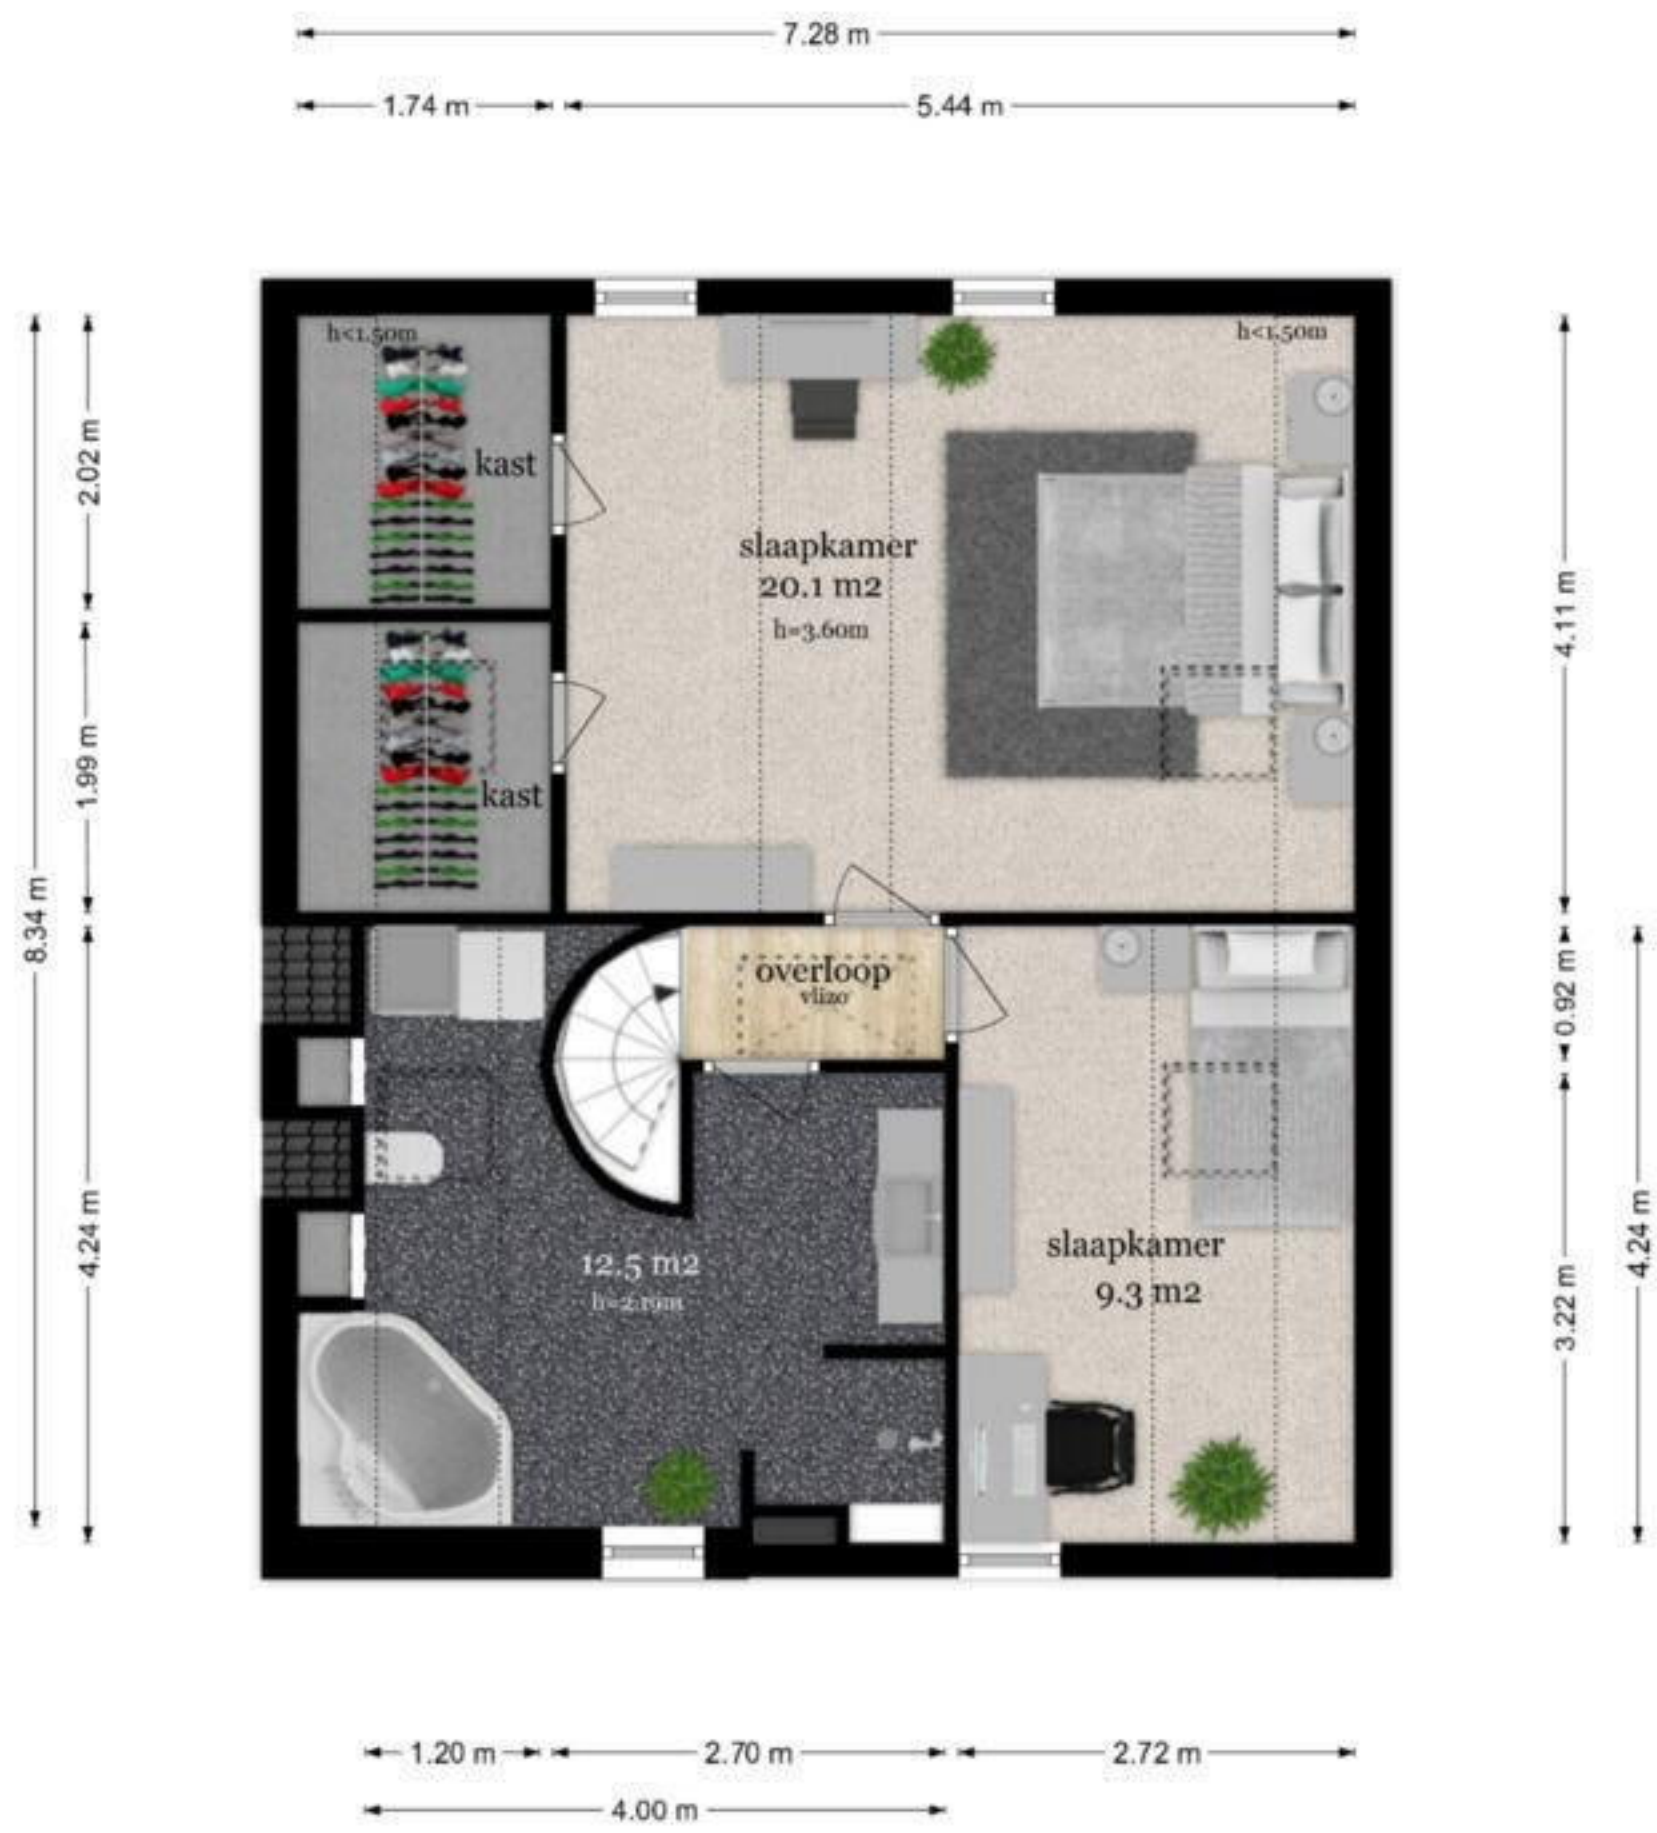 7.28 m
1.74 m
5.44 m
h<1.50m
h<1.50m
2.02 m
kast
slaapkamer
20.1 m2
h=3.60m
4.11 m
1.99 m
kast
8.34 m
overloop
vlizo
0.92 m
4.24 m
12.5 m2
h=2.19m
slaapkamer
9.3 m2
3.22 m
4.24 m
1.20 m
2.70 m
2.72 m
4.00 m